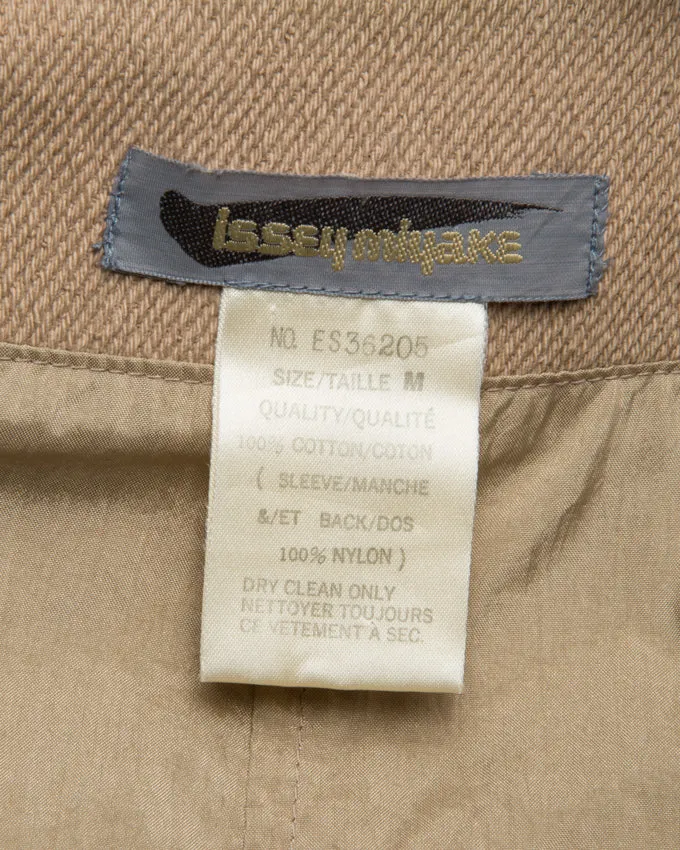 issey miyake
NO. ES36205
SIZE/TAILLE M
QUALITY/QUALITÉ
100% COTTON/COTON
( SLEEVE/MANCHE
&/ET BACK/DOS
100% NYLON )
DRY CLEAN ONLY
NETTOYER TOUJOURS
CE VETEMENT À SEC.